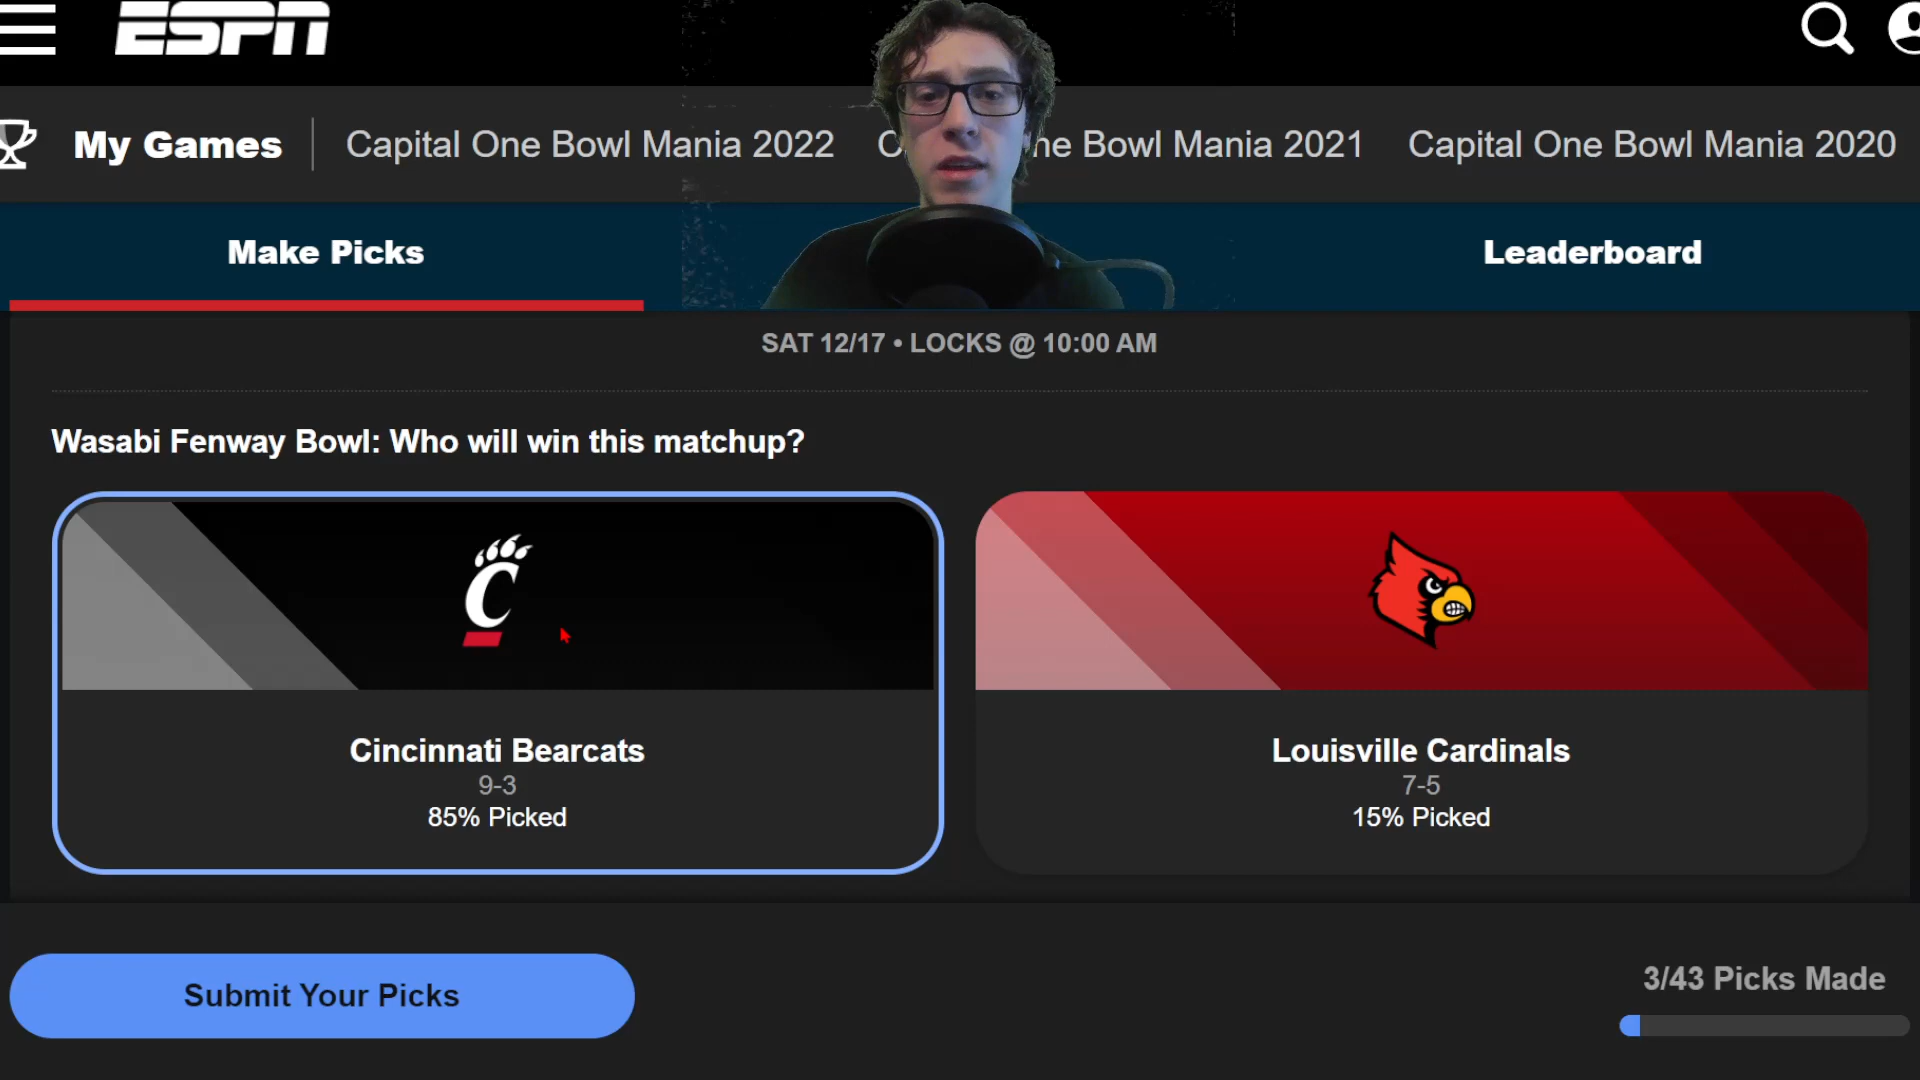 ESPN
My Games
Capital One Bowl Mania 2022
ne Bowl Mania 2021
Capital One Bowl Mania 2020
Make Picks
Leaderboard
SAT 12/17 • LOCKS @ 10:00 AM
Wasabi Fenway Bowl: Who will win this matchup?
C
Cincinnati Bearcats
9-3
85% Picked
Louisville Cardinals
7-5
15% Picked
Submit Your Picks
3/43 Picks Made